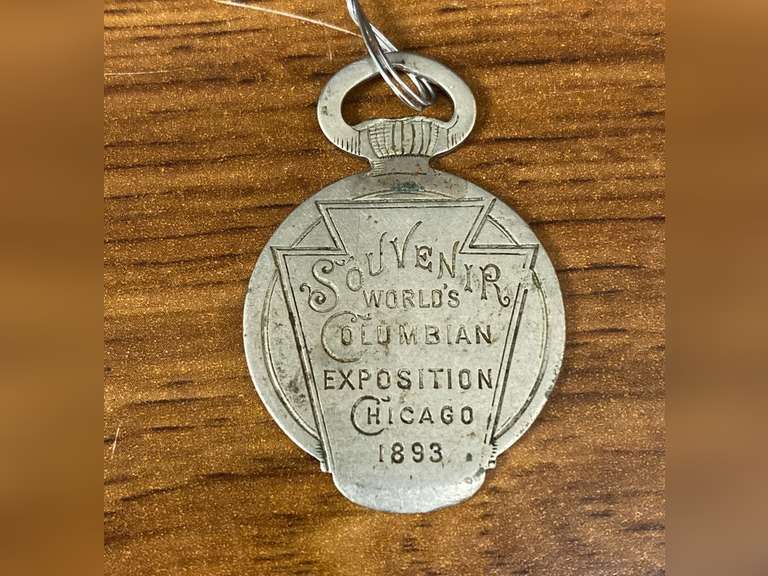 SOUVENIR
WORLD'S
COLUMBIAN
EXPOSITION
CHICAGO
1893